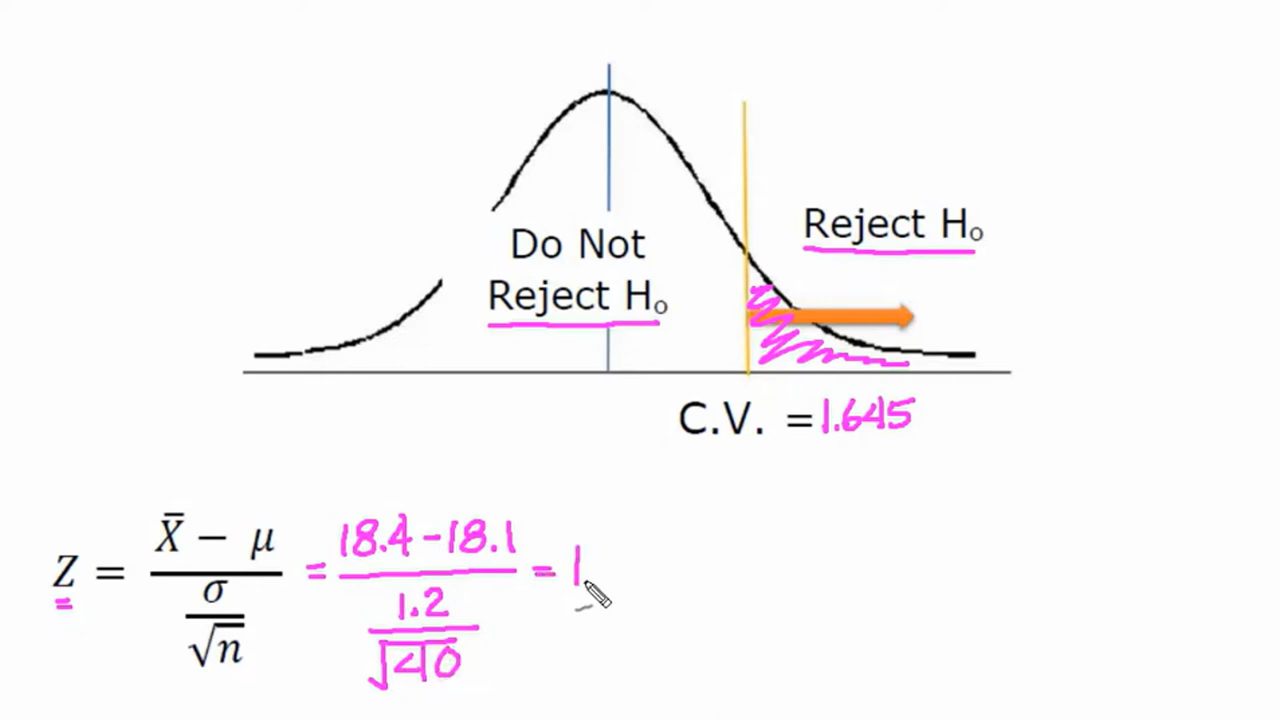 Do Not
Reject H₀
Reject H₀
C.V. = 1.645
Z = (X̄ − μ) / (σ / √n) = (18.4 − 18.1) / (1.2 / √40) = 1